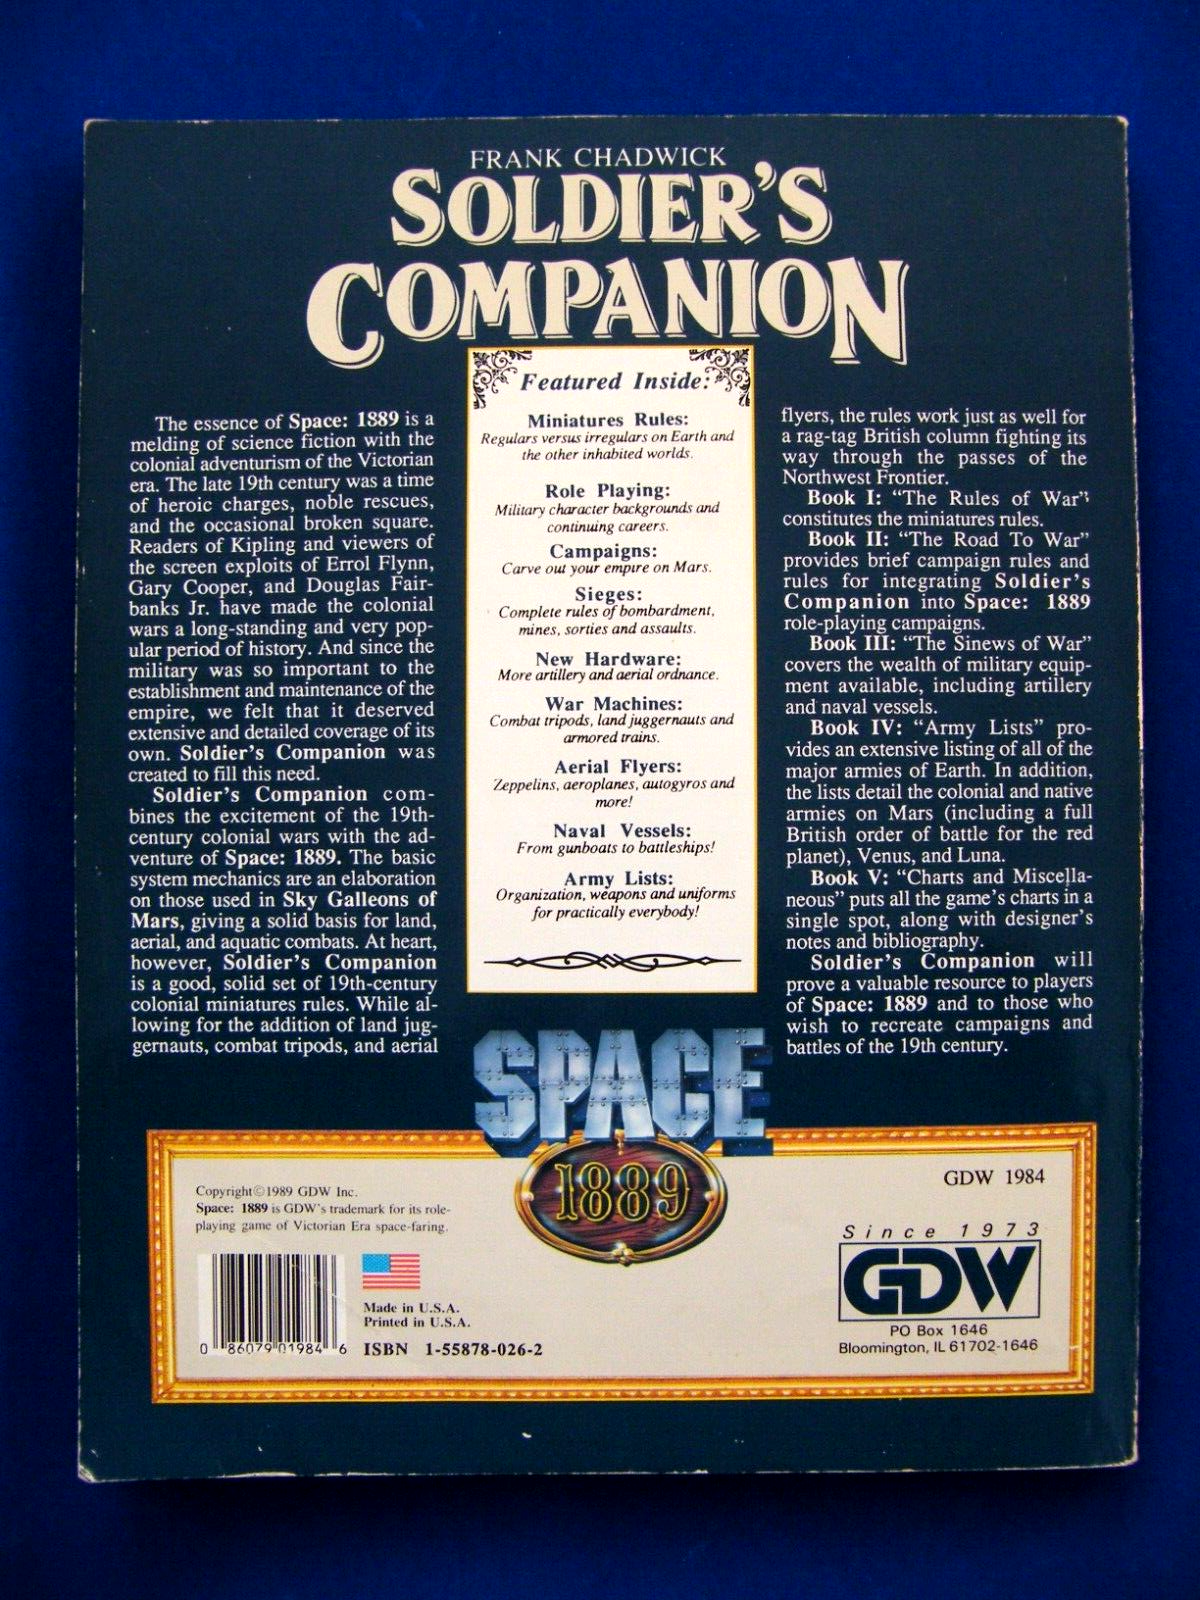 FRANK CHADWICK
SOLDIER'S
COMPANION
The essence of Space: 1889 is a
melding of science fiction with the
colonial adventurism of the Victorian
era. The late 19th century was a time
of heroic charges, noble rescues,
and the occasional broken square.
Readers of Kipling and viewers of
the screen exploits of Errol Flynn,
Gary Cooper, and Douglas Fair-
banks Jr. have made the colonial
wars a long-standing and very pop-
ular period of history. And since the
military was so important to the
establishment and maintenance of the
empire, we felt that it deserved
extensive and detailed coverage of its
own. Soldier's Companion was
created to fill this need.
Soldier's Companion com-
bines the excitement of the 19th-
century colonial wars with the ad-
venture of Space: 1889. The basic
system mechanics are an elaboration
on those used in Sky Galleons of
Mars, giving a solid basis for land,
aerial, and aquatic combats. At heart,
however, Soldier's Companion
is a good, solid set of 19th-century
colonial miniatures rules. While al-
lowing for the addition of land jug-
gernauts, combat tripods, and aerial
Featured Inside:
Miniatures Rules:
Regulars versus irregulars on Earth and
the other inhabited worlds.
Role Playing:
Military character backgrounds and
continuing careers.
Campaigns:
Carve out your empire on Mars.
Sieges:
Complete rules of bombardment,
mines, sorties and assaults.
New Hardware:
More artillery and aerial ordnance.
War Machines:
Combat tripods, land juggernauts and
armored trains.
Aerial Flyers:
Zeppelins, aeroplanes, autogyros and
more!
Naval Vessels:
From gunboats to battleships!
Army Lists:
Organization, weapons and uniforms
for practically everybody!
flyers, the rules work just as well for
a rag-tag British column fighting its
way through the passes of the
Northwest Frontier.
Book I: "The Rules of War"
constitutes the miniatures rules.
Book II: "The Road To War"
provides brief campaign rules and
rules for integrating Soldier's
Companion into Space: 1889
role-playing campaigns.
Book III: "The Sinews of War"
covers the wealth of military equip-
ment available, including artillery
and naval vessels.
Book IV: "Army Lists" pro-
vides an extensive listing of all of the
major armies of Earth. In addition,
the lists detail the colonial and native
armies on Mars (including a full
British order of battle for the red
planet), Venus, and Luna.
Book V: "Charts and Miscella-
neous" puts all the game's charts in a
single spot, along with designer's
notes and bibliography.
Soldier's Companion will
prove a valuable resource to players
of Space: 1889 and to those who
wish to recreate campaigns and
battles of the 19th century.
SPACE
1889
Copyright©1989 GDW Inc.
Space: 1889 is GDW's trademark for its role-
playing game of Victorian Era space-faring.
Made in U.S.A.
Printed in U.S.A.
0 86079 01984 6
ISBN 1-55878-026-2
GDW 1984
Since 1973
GDW
PO Box 1646
Bloomington, IL 61702-1646